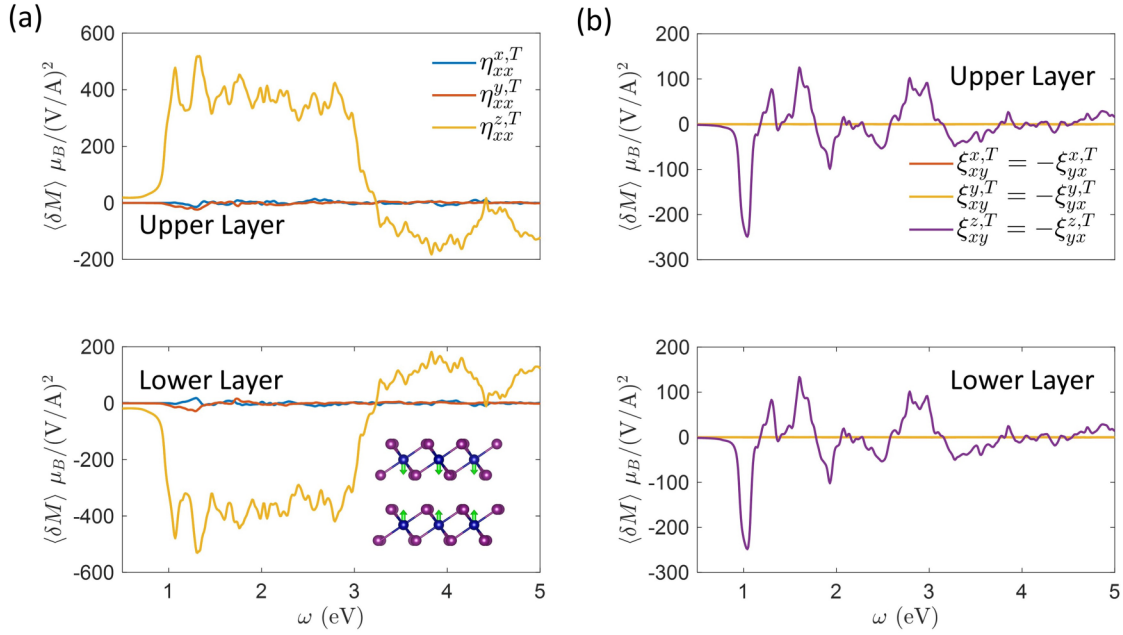 (a)
600
400
200
0
-200
⟨δM⟩ μ_B/(V/A)²
η_{xx}^{x,T}
η_{xx}^{y,T}
η_{xx}^{z,T}
Upper Layer
200
0
-200
-400
-600
⟨δM⟩ μ_B/(V/A)²
Lower Layer
1 2 3 4 5
ω (eV)
(b)
200
100
0
-100
-200
-300
⟨δM⟩ μ_B/(V/A)²
Upper Layer
ξ_{xy}^{x,T} = −ξ_{yx}^{x,T}
ξ_{xy}^{y,T} = −ξ_{yx}^{y,T}
ξ_{xy}^{z,T} = −ξ_{yx}^{z,T}
200
100
0
-100
-200
-300
⟨δM⟩ μ_B/(V/A)²
Lower Layer
1 2 3 4 5
ω (eV)